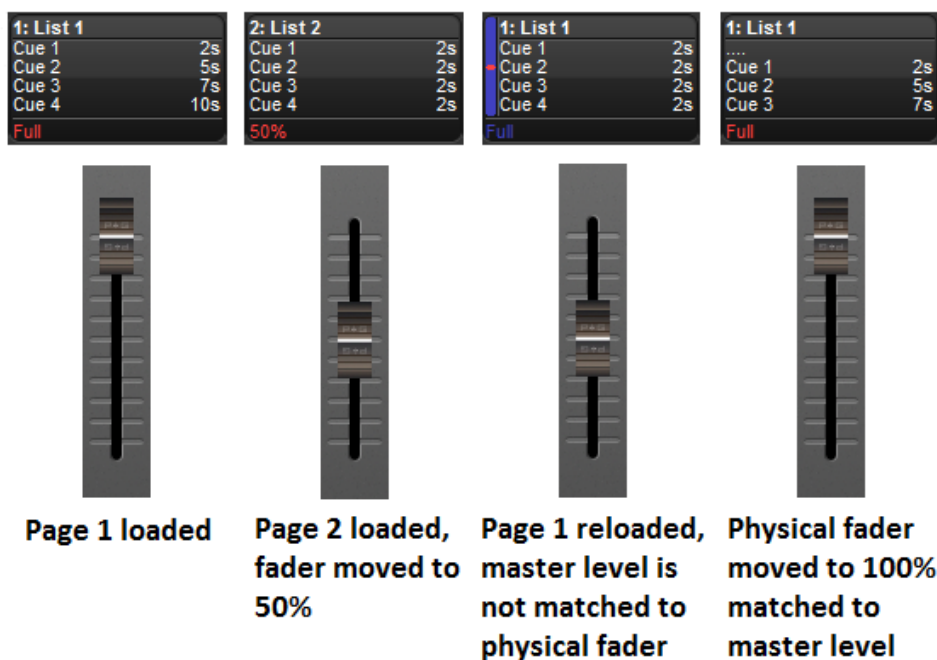 1: List 1
Cue 1 2s
Cue 2 5s
Cue 3 7s
Cue 4 10s
Full
2: List 2
Cue 1 2s
Cue 2 2s
Cue 3 2s
Cue 4 2s
50%
1: List 1
Cue 1 2s
Cue 2 2s
Cue 3 2s
Cue 4 2s
Full
1: List 1
....
Cue 1 2s
Cue 2 5s
Cue 3 7s
Full
Page 1 loaded
Page 2 loaded,
fader moved to
50%
Page 1 reloaded,
master level is
not matched to
physical fader
Physical fader
moved to 100%
matched to
master level